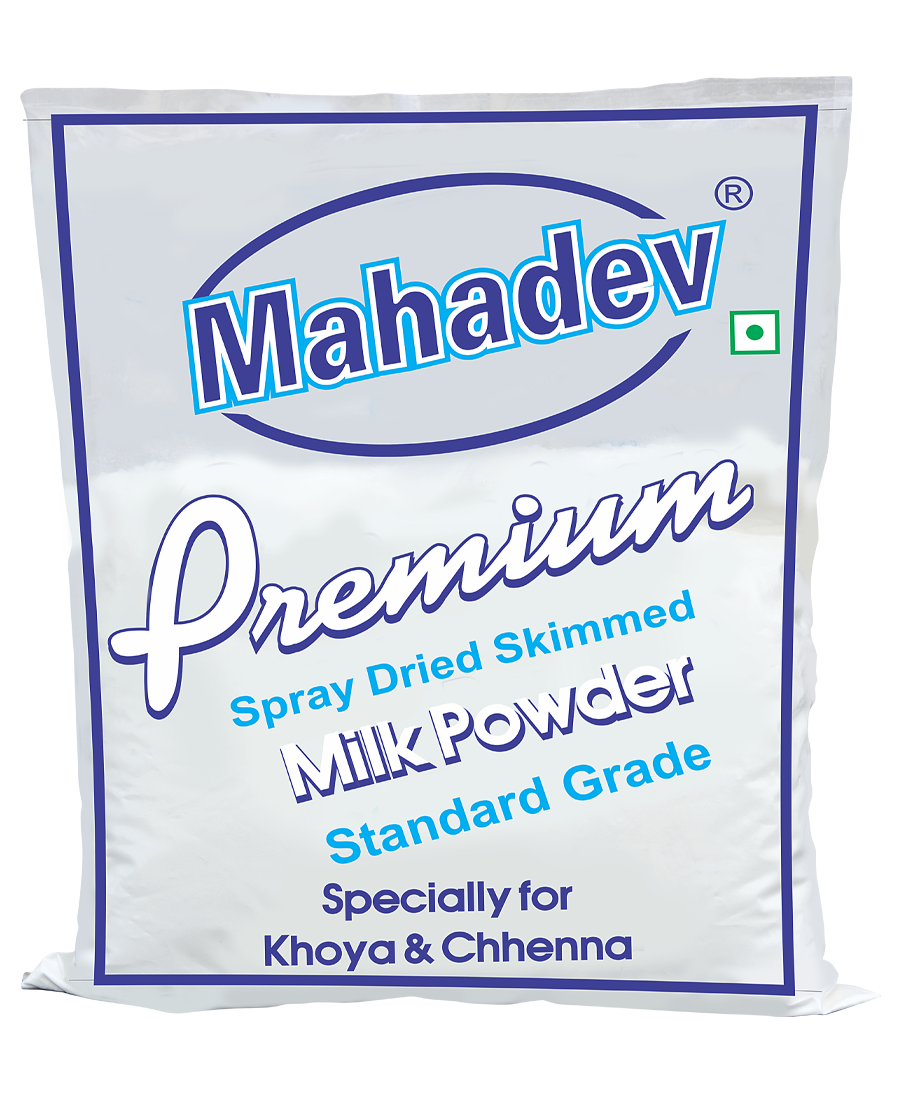 Mahadev ®
Premium
Spray Dried Skimmed
Milk Powder
Standard Grade
Specially for
Khoya & Chhenna